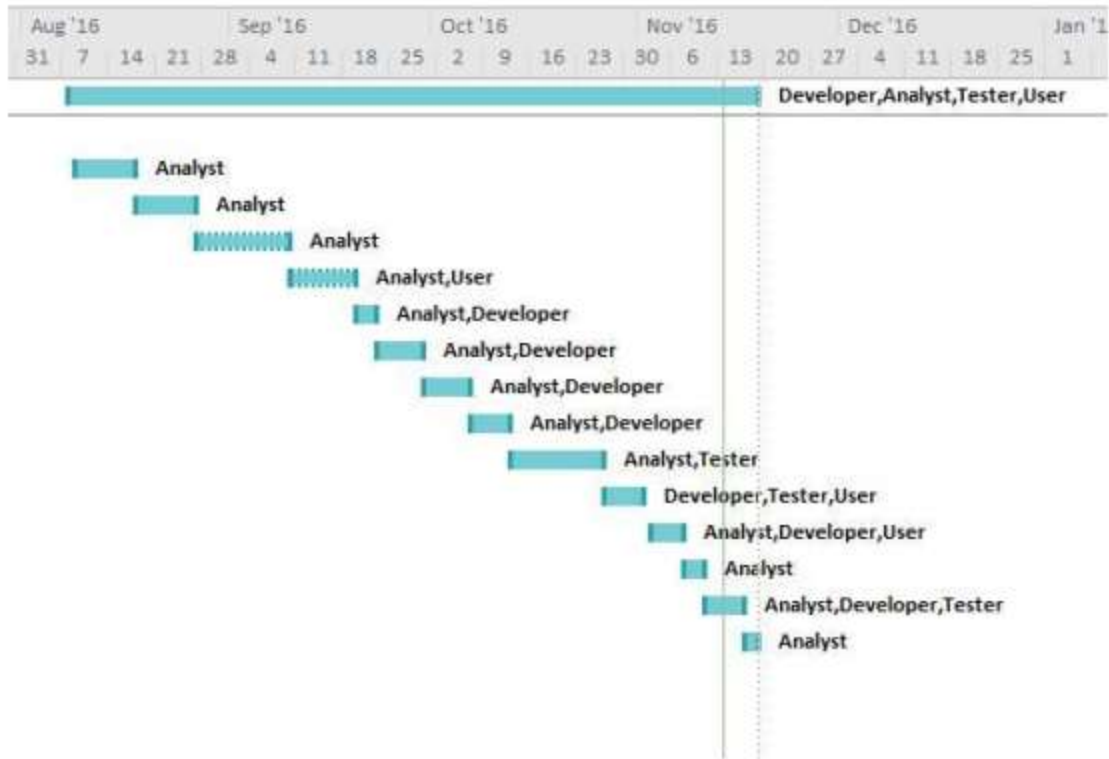 Aug '16 Sep '16 Oct '16 Nov '16 Dec '16 Jan '1
31 7 14 21 28 4 11 18 25 2 9 16 23 30 6 13 20 27 4 11 18 25 1
Developer,Analyst,Tester,User
Analyst
Analyst
Analyst
Analyst,User
Analyst,Developer
Analyst,Developer
Analyst,Developer
Analyst,Developer
Analyst,Tester
Developer,Tester,User
Analyst,Developer,User
Analyst
Analyst,Developer,Tester
Analyst